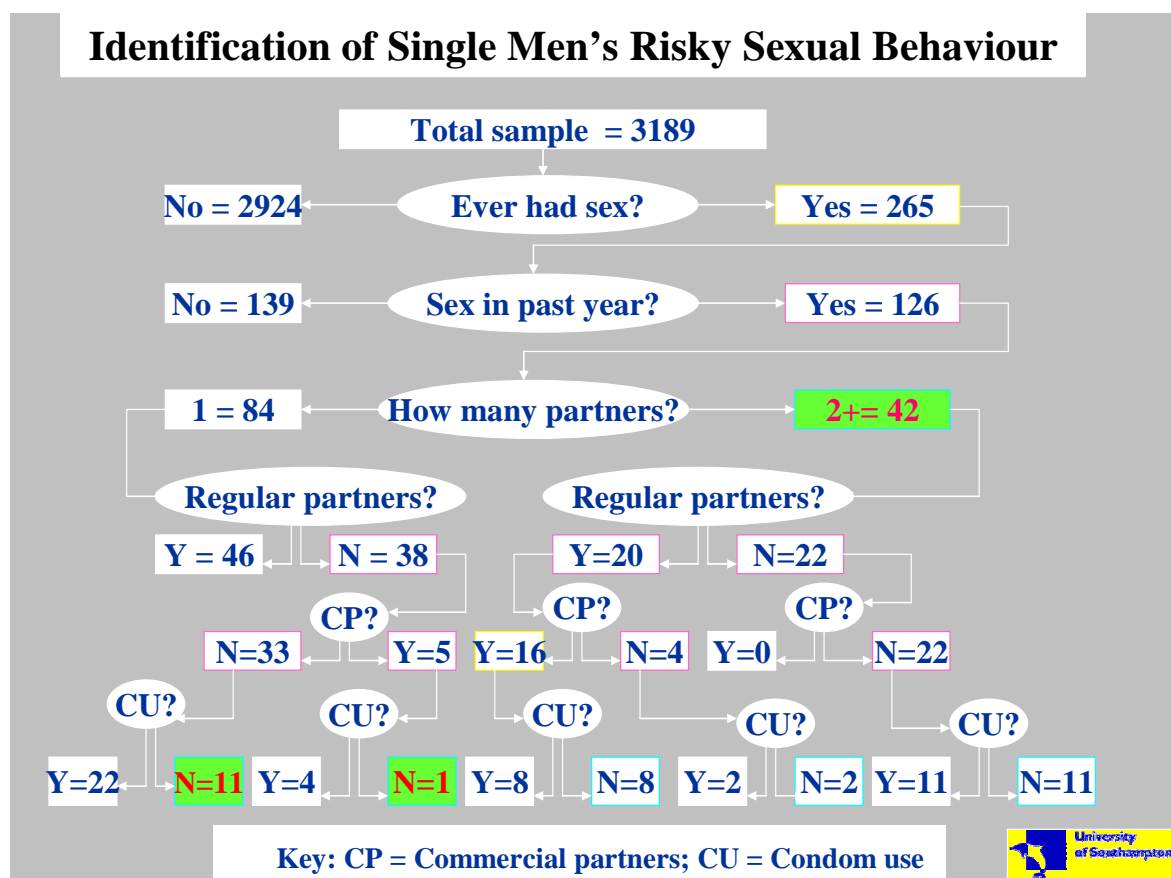 Identification of Single Men's Risky Sexual Behaviour
Total sample = 3189
No = 2924
Ever had sex?
Yes = 265
No = 139
Sex in past year?
Yes = 126
1 = 84
How many partners?
2+= 42
Regular partners?
Regular partners?
Y = 46
N = 38
Y=20
N=22
CP?
CP?
CP?
N=33
Y=5
Y=16
N=4
Y=0
N=22
CU?
CU?
CU?
CU?
CU?
Y=22
N=11
Y=4
N=1
Y=8
N=8
Y=2
N=2
Y=11
N=11
Key: CP = Commercial partners; CU = Condom use
University
of Southampton